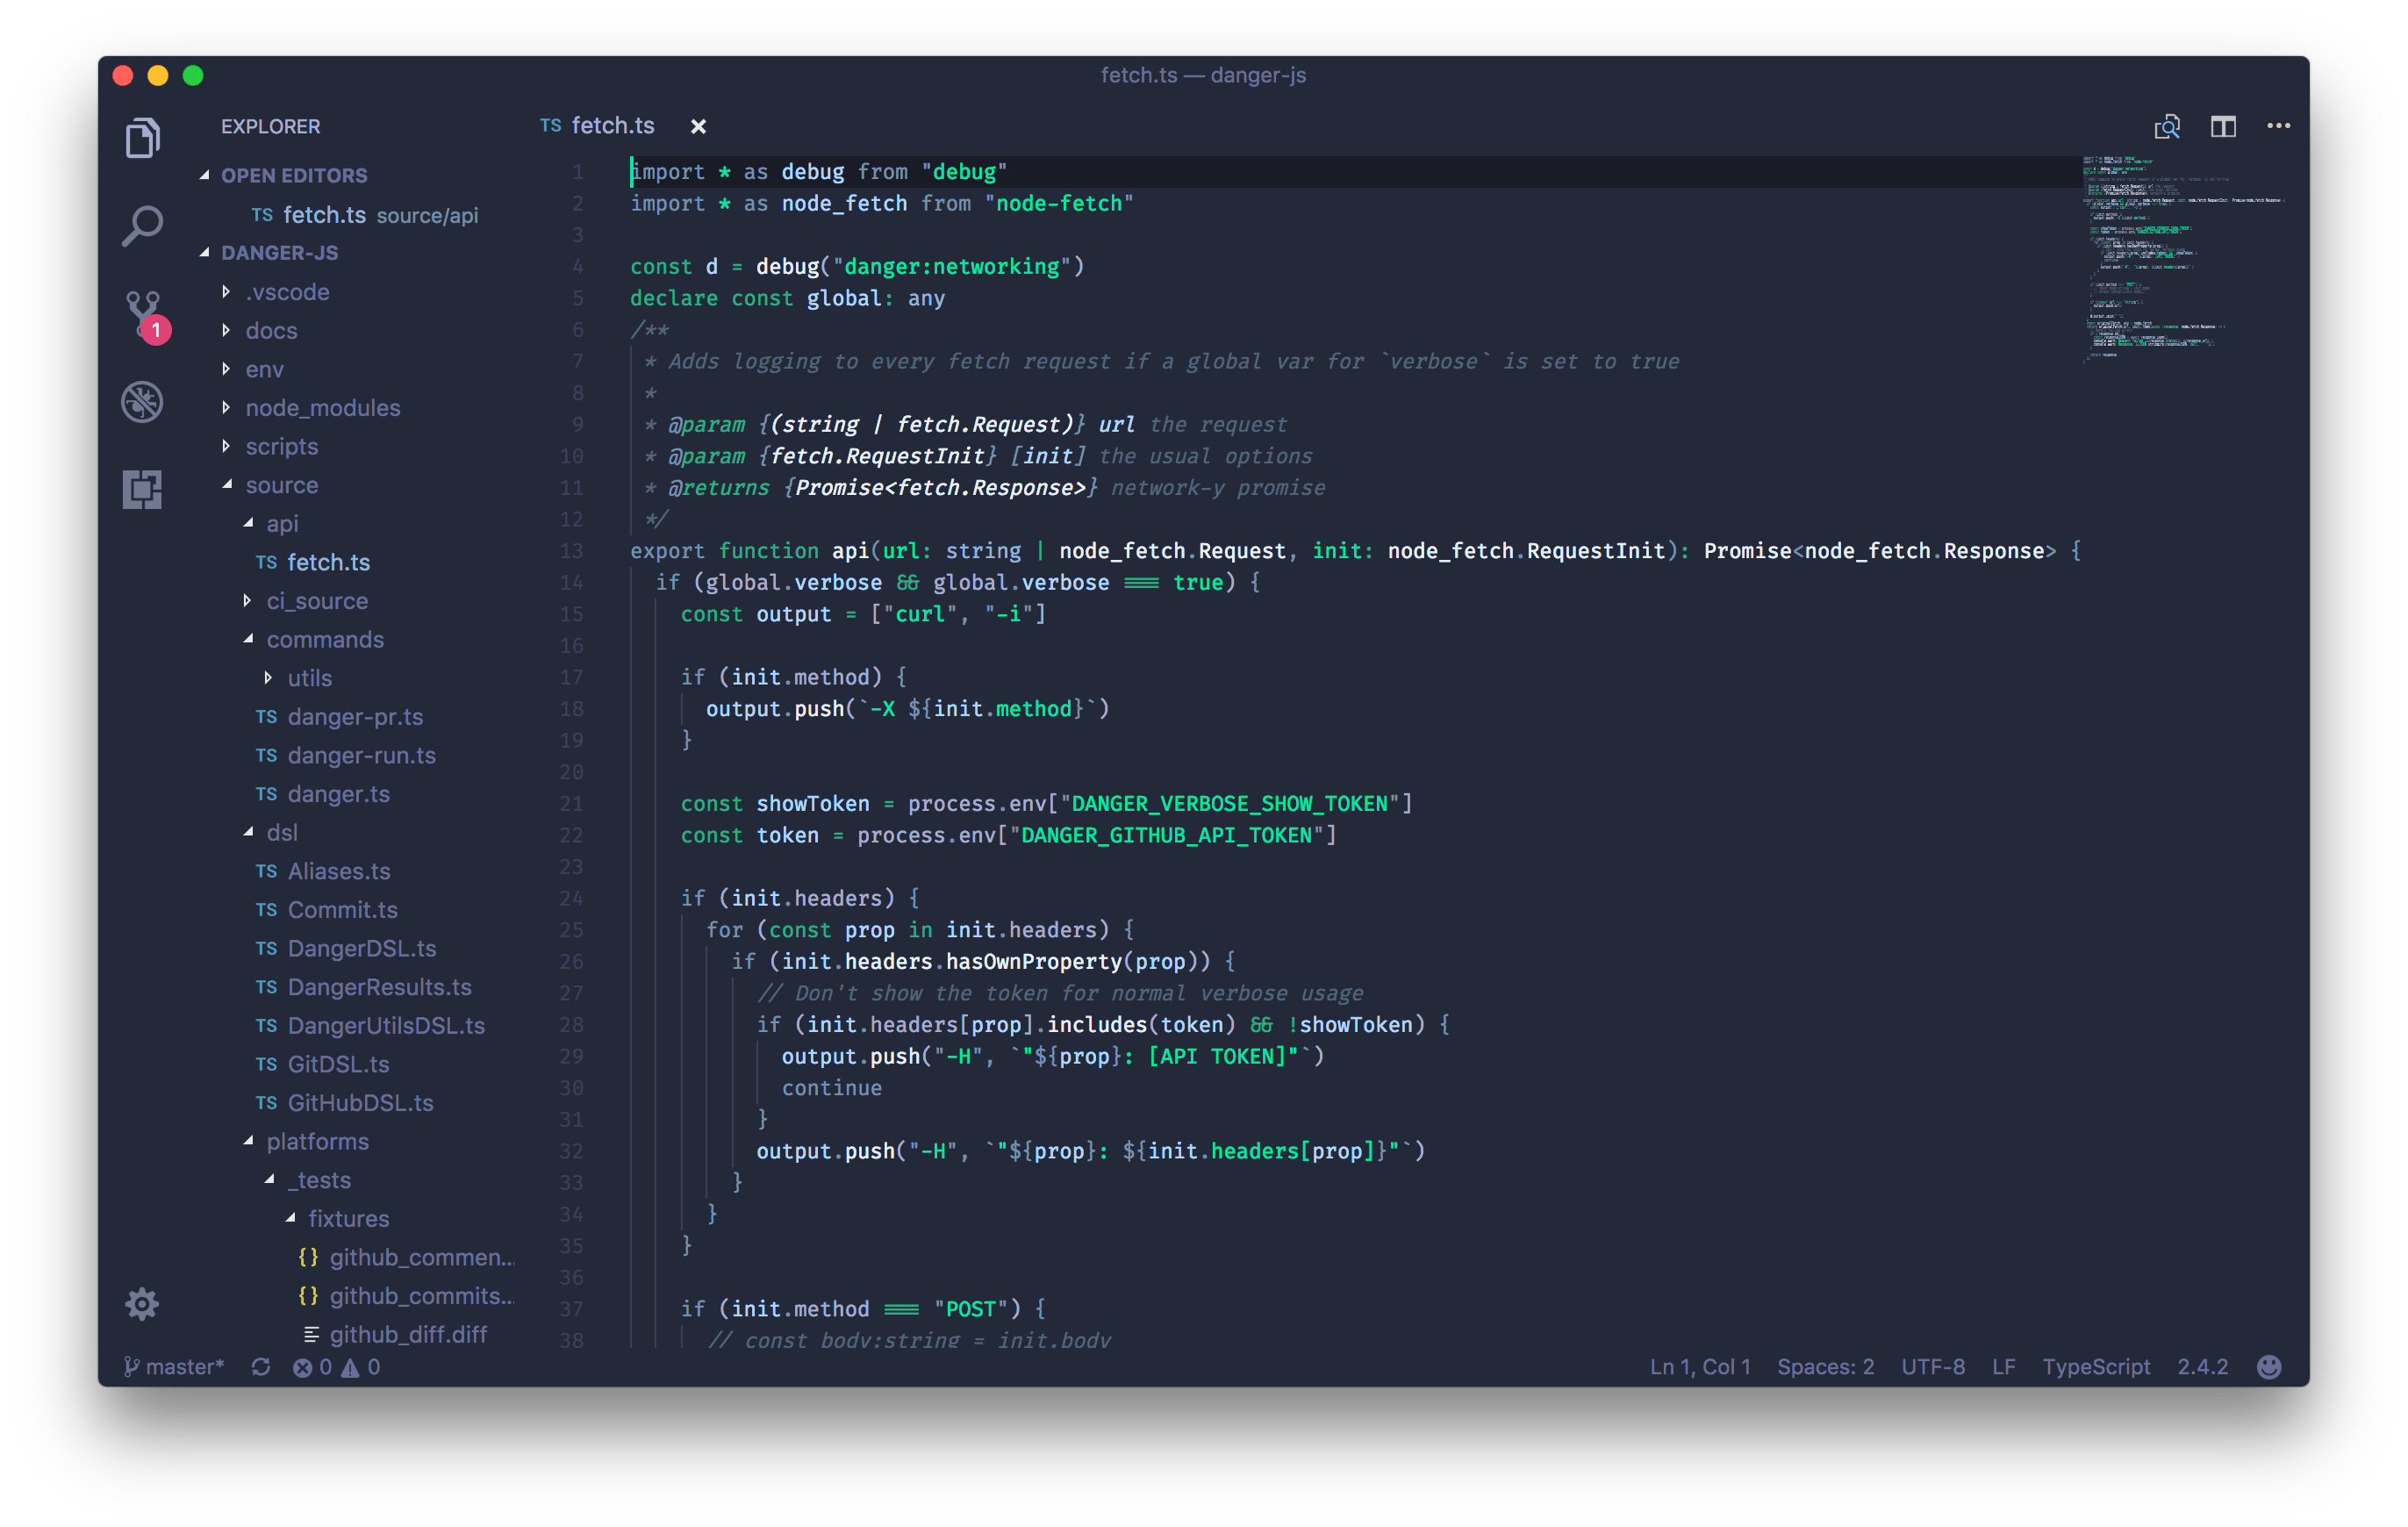 fetch.ts — danger-js
EXPLORER
OPEN EDITORS
TS fetch.ts source/api
DANGER-JS
.vscode
docs
1
env
node_modules
scripts
source
api
TS fetch.ts
ci_source
commands
utils
TS danger-pr.ts
TS danger-run.ts
TS danger.ts
dsl
TS Aliases.ts
TS Commit.ts
TS DangerDSL.ts
TS DangerResults.ts
TS DangerUtilsDSL.ts
TS GitDSL.ts
TS GitHubDSL.ts
platforms
_tests
fixtures
{} github_commen...
{} github_commits...
github_diff.diff
TS fetch.ts ×
1 import * as debug from "debug"
2 import * as node_fetch from "node-fetch"
3
4 const d = debug("danger:networking")
5 declare const global: any
6 /**
7 * Adds logging to every fetch request if a global var for `verbose` is set to true
8 *
9 * @param {(string | fetch.Request)} url the request
10 * @param {fetch.RequestInit} [init] the usual options
11 * @returns {Promise<fetch.Response>} network-y promise
12 */
13 export function api(url: string | node_fetch.Request, init: node_fetch.RequestInit): Promise<node_fetch.Response> {
14 if (global.verbose && global.verbose === true) {
15 const output = ["curl", "-i"]
16
17 if (init.method) {
18 output.push(`-X ${init.method}`)
19 }
20
21 const showToken = process.env["DANGER_VERBOSE_SHOW_TOKEN"]
22 const token = process.env["DANGER_GITHUB_API_TOKEN"]
23
24 if (init.headers) {
25 for (const prop in init.headers) {
26 if (init.headers.hasOwnProperty(prop)) {
27 // Don't show the token for normal verbose usage
28 if (init.headers[prop].includes(token) && !showToken) {
29 output.push("-H", `"${prop}: [API TOKEN]"`)
30 continue
31 }
32 output.push("-H", `"${prop}: ${init.headers[prop]}"`)
33 }
34 }
35 }
36
37 if (init.method === "POST") {
38 // const body:string = init.body
master* 0 0
Ln 1, Col 1 Spaces: 2 UTF-8 LF TypeScript 2.4.2